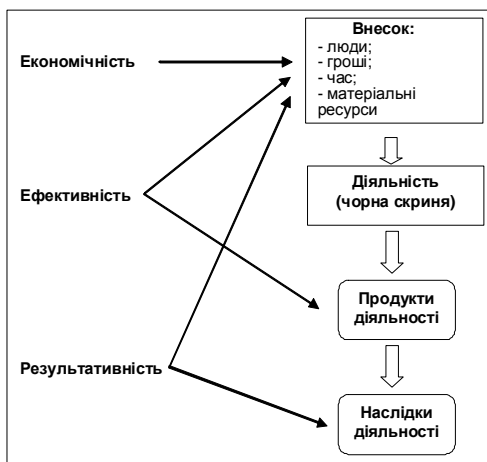 Економічність
Внесок:
- люди;
- гроші;
- час;
- матеріальні
ресурси
Ефективність
Діяльність
(чорна скриня)
Продукти
діяльності
Результативність
Наслідки
діяльності